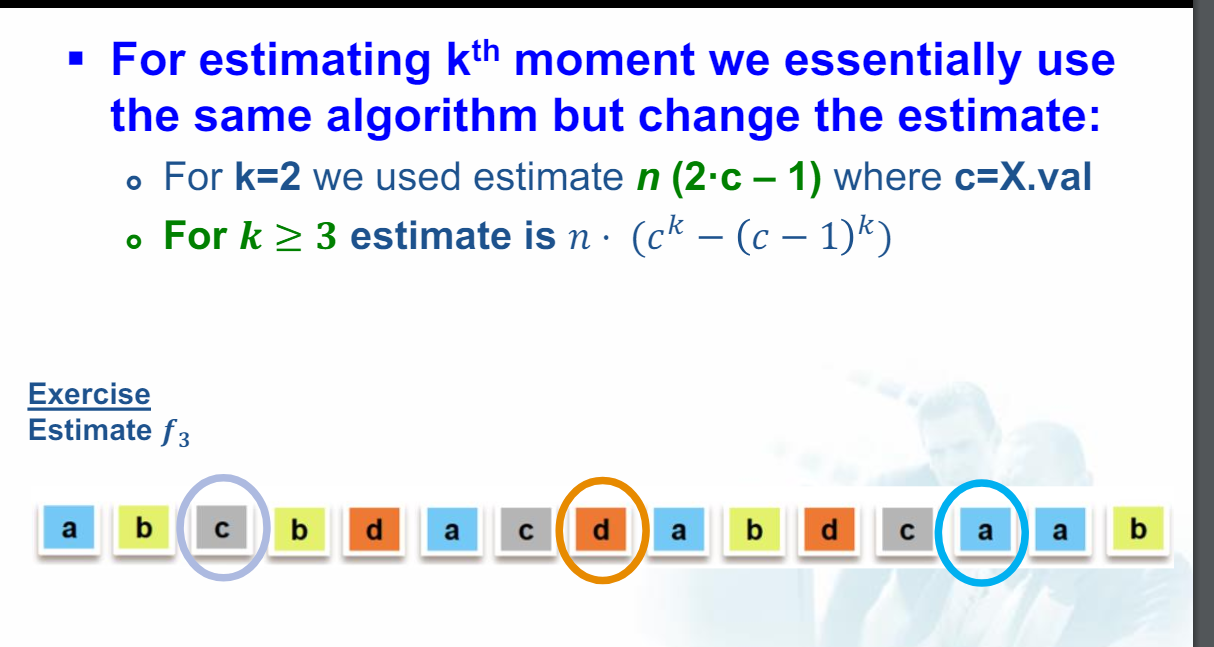 ▪ For estimating kᵗʰ moment we essentially use
the same algorithm but change the estimate:
o For k=2 we used estimate n (2·c – 1) where c=X.val
o For 𝒌 ≥ 𝟑 estimate is 𝑛 · (𝑐ᵏ − (𝑐 − 1)ᵏ)
Exercise
Estimate 𝒇₃
a b c b d a c d a b d c a a b